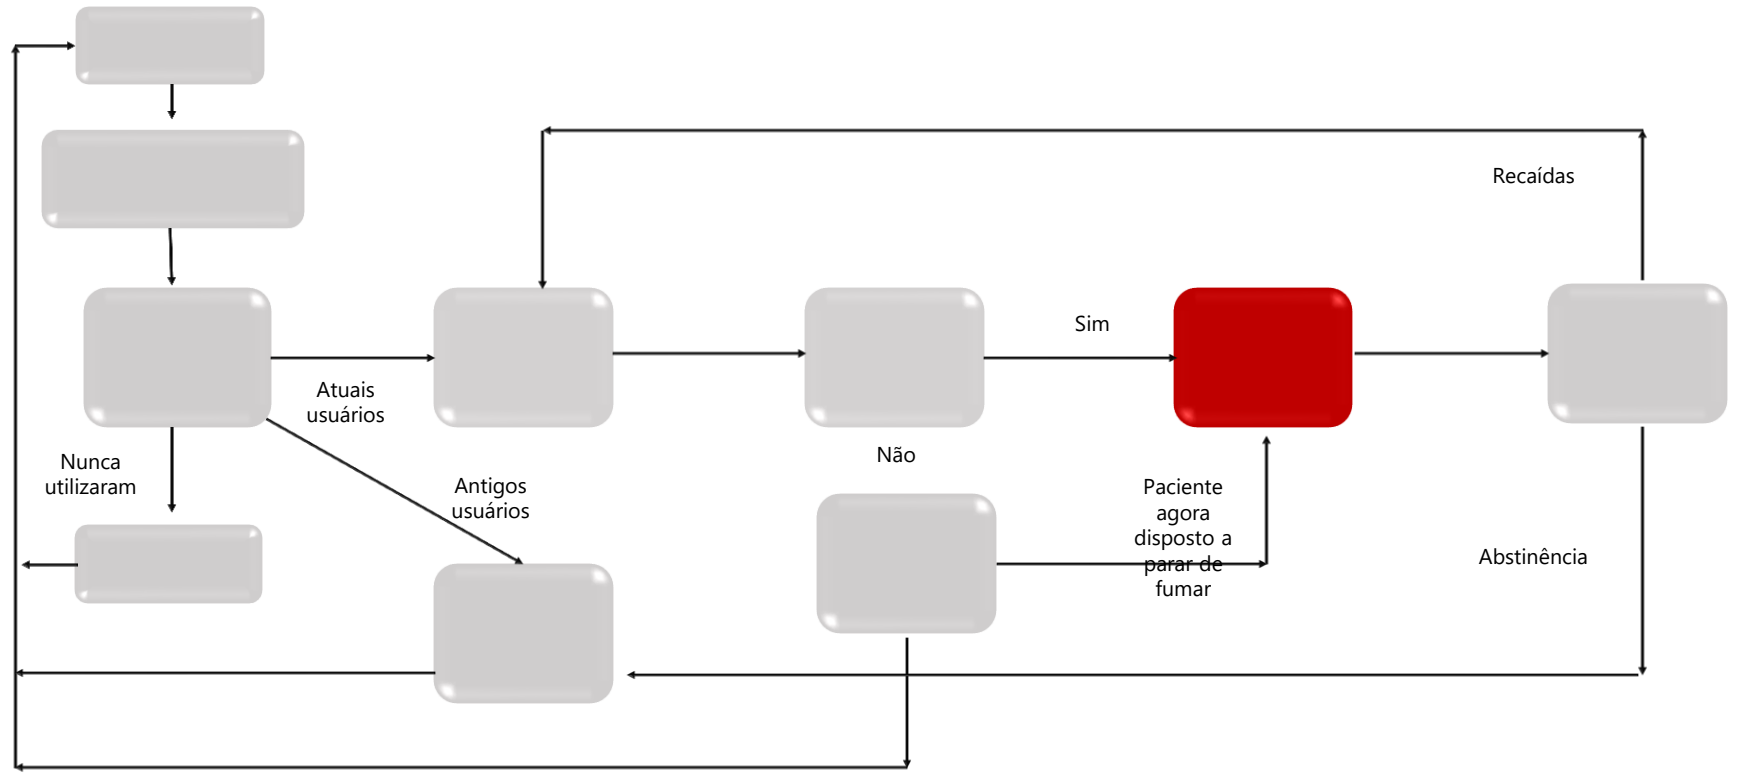 Recaídas
Sim
Atuais
usuários
Não
Nunca
utilizaram
Antigos
usuários
Paciente
agora
disposto a
parar de
fumar
Abstinência